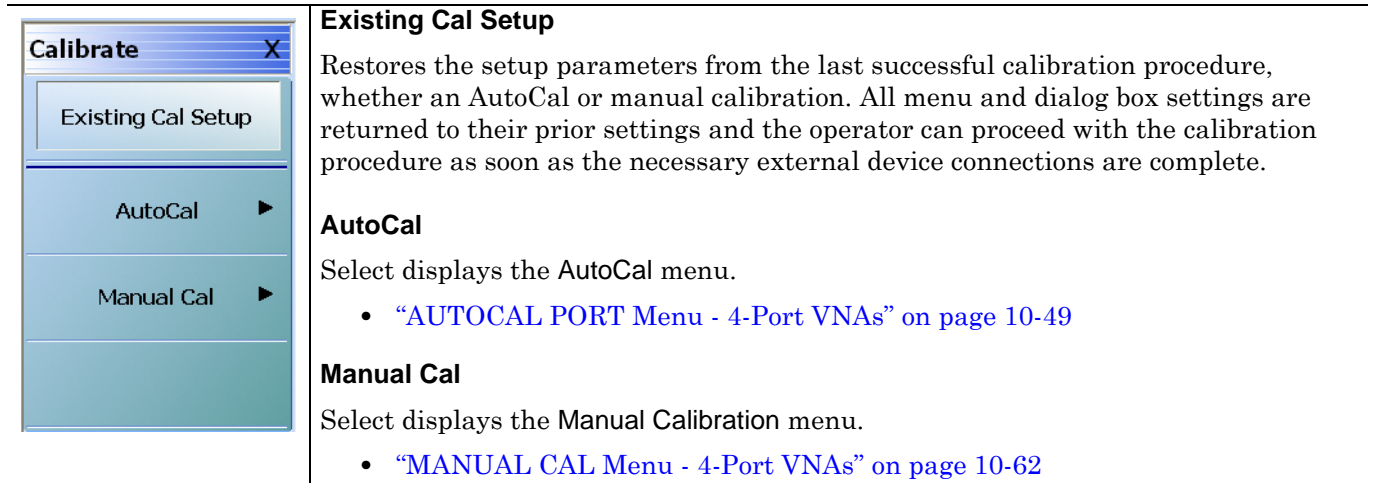 Calibrate X
Existing Cal Setup
AutoCal ►
Manual Cal ►
Existing Cal Setup
Restores the setup parameters from the last successful calibration procedure,
whether an AutoCal or manual calibration. All menu and dialog box settings are
returned to their prior settings and the operator can proceed with the calibration
procedure as soon as the necessary external device connections are complete.
AutoCal
Select displays the AutoCal menu.
• “AUTOCAL PORT Menu - 4-Port VNAs” on page 10-49
Manual Cal
Select displays the Manual Calibration menu.
• “MANUAL CAL Menu - 4-Port VNAs” on page 10-62